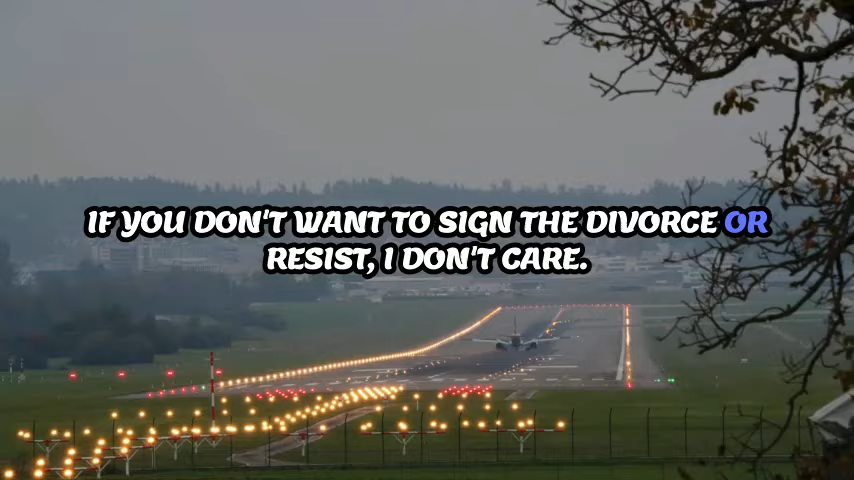 IF YOU DON'T WANT TO SIGN THE DIVORCE OR
RESIST, I DON'T CARE.